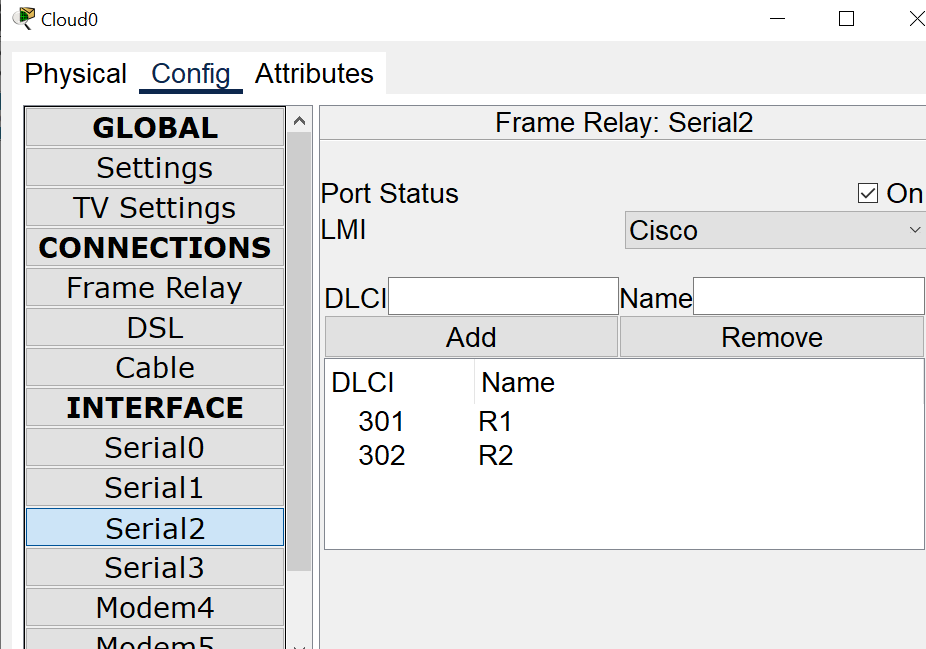 Cloud0
Physical Config Attributes
GLOBAL
Settings
TV Settings
CONNECTIONS
Frame Relay
DSL
Cable
INTERFACE
Serial0
Serial1
Serial2
Serial3
Modem4
Modem5
Frame Relay: Serial2
Port Status On
LMI Cisco
DLCI Name
Add Remove
DLCI Name
301 R1
302 R2